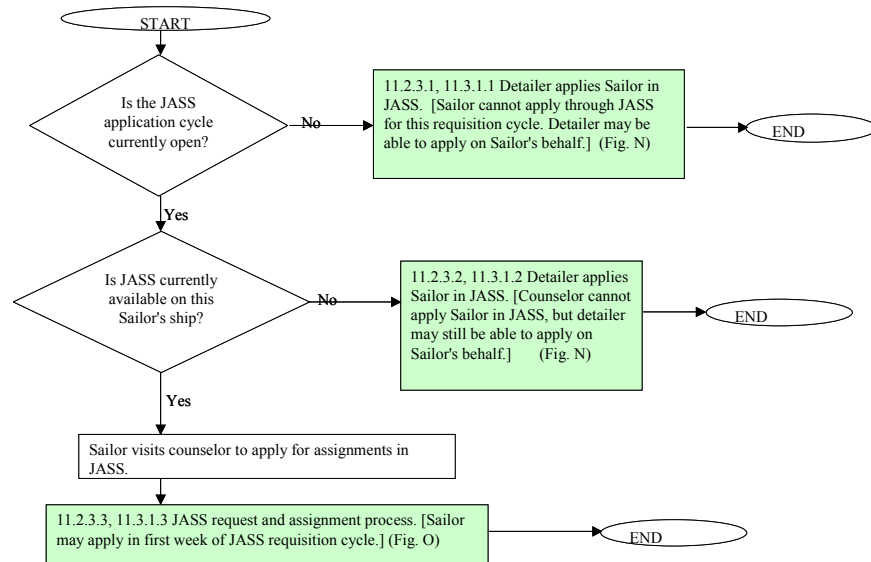 START
Is the JASS
application cycle
currently open?
No
11.2.3.1, 11.3.1.1 Detailer applies Sailor in
JASS.  [Sailor cannot apply through JASS
for this requisition cycle. Detailer may be
able to apply on Sailor's behalf.]  (Fig. N)
END
Yes
Is JASS currently
available on this
Sailor's ship?
No
11.2.3.2, 11.3.1.2 Detailer applies
Sailor in JASS. [Counselor cannot
apply Sailor in JASS, but detailer
may still be able to apply on
Sailor's behalf.]       (Fig. N)
END
Yes
Sailor visits counselor to apply for assignments in
JASS.
11.2.3.3, 11.3.1.3 JASS request and assignment process. [Sailor
may apply in first week of JASS requisition cycle.] (Fig. O)
END